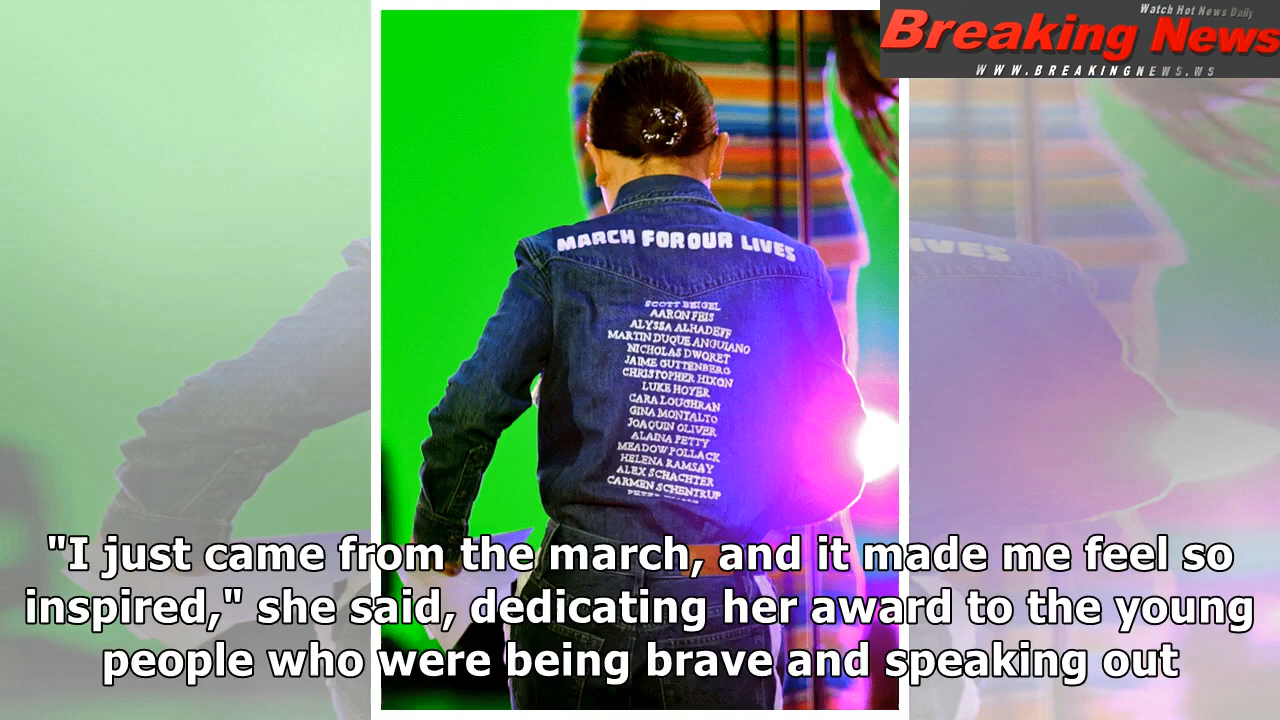 Watch Hot News Daily
Breaking News
WWW.BREAKINGNEWS.WS
MARCH FOR OUR LIVES
SCOTT BEIGEL
AARON FEIS
ALYSSA ALHADEFF
MARTIN DUQUE ANGUIANO
NICHOLAS DWORET
JAIME GUTTENBERG
CHRISTOPHER HIXON
LUKE HOYER
CARA LOUGHRAN
GINA MONTALTO
JOAQUIN OLIVER
ALAINA PETTY
MEADOW POLLACK
HELENA RAMSAY
ALEX SCHACHTER
CARMEN SCHENTRUP
PETER
IVES
"I just came from the march, and it made me feel so
inspired," she said, dedicating her award to the young
people who were being brave and speaking out